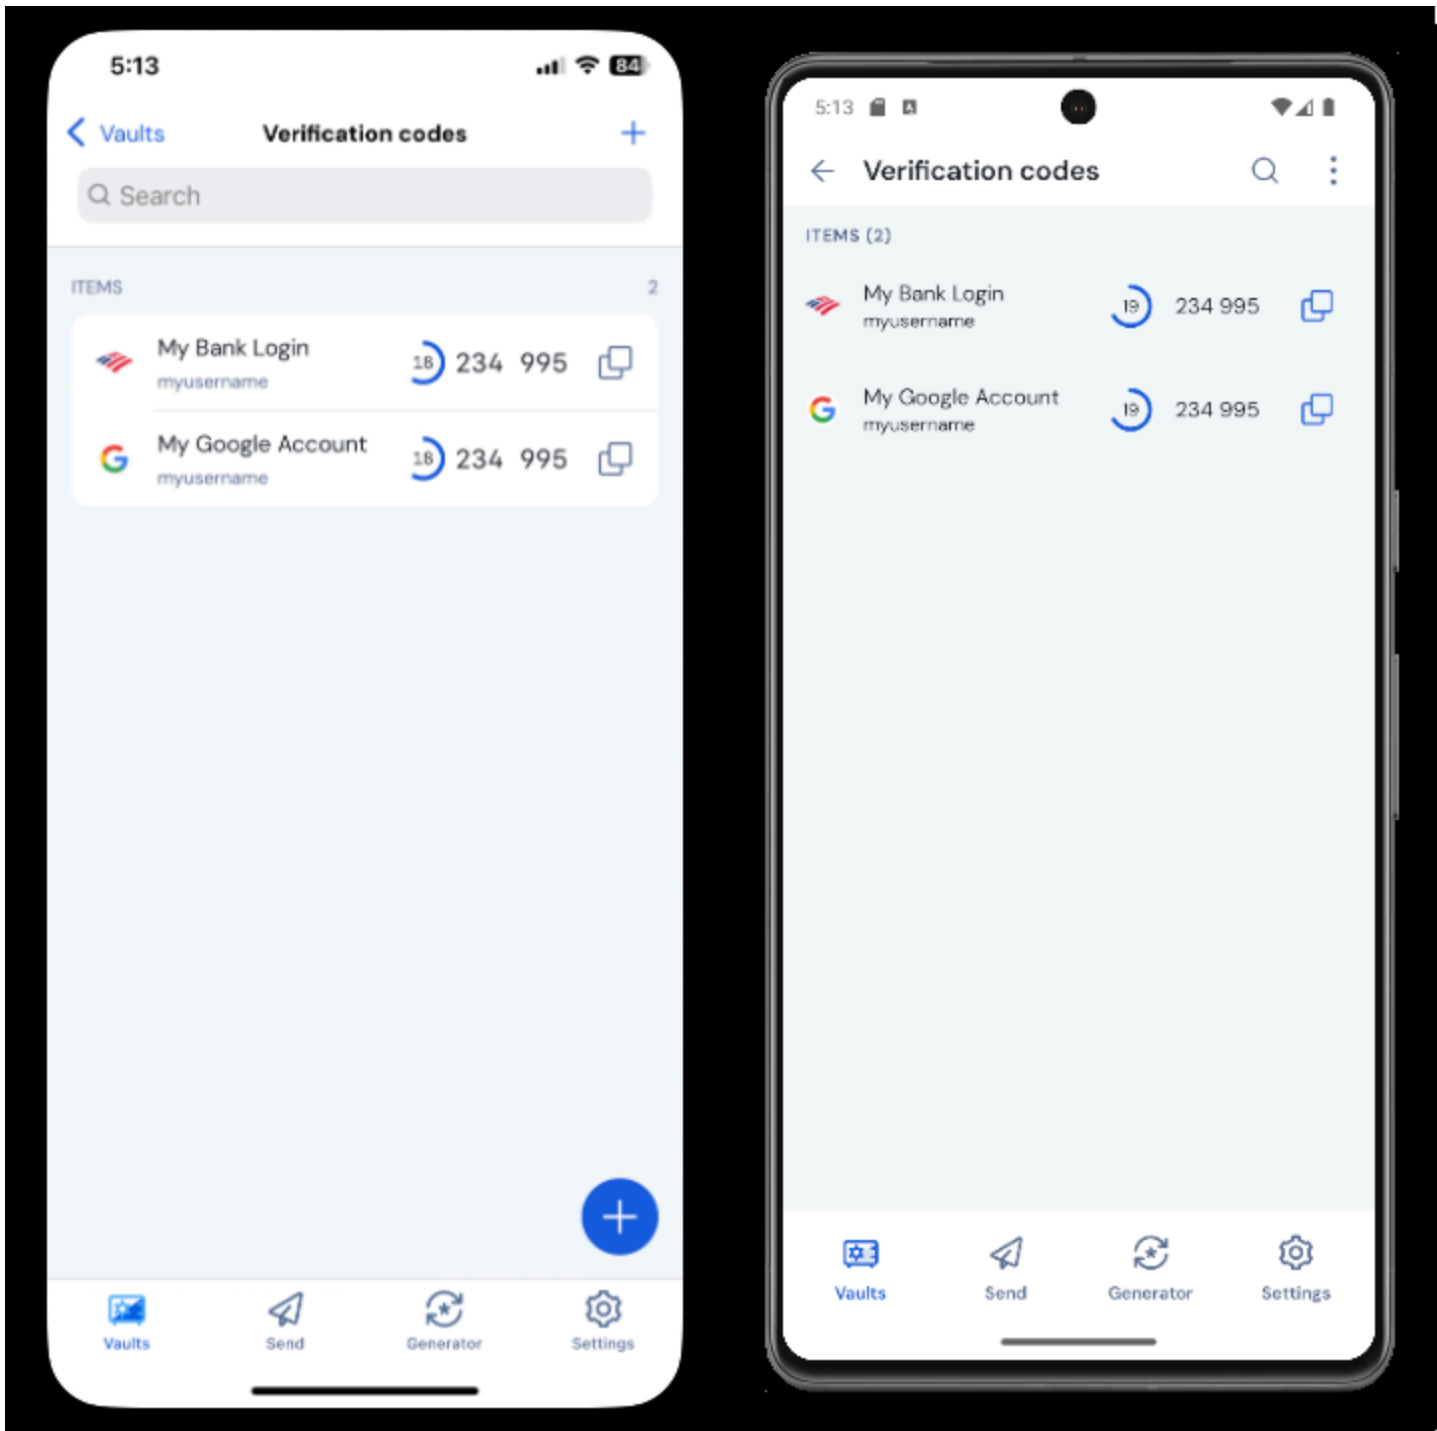 5:13
84
Vaults
Verification codes
Search
ITEMS 2
My Bank Login
myusername
18 234 995
My Google Account
myusername
18 234 995
Vaults Send Generator Settings
5:13
Verification codes
ITEMS (2)
My Bank Login
myusername
19 234 995
My Google Account
myusername
19 234 995
Vaults Send Generator Settings